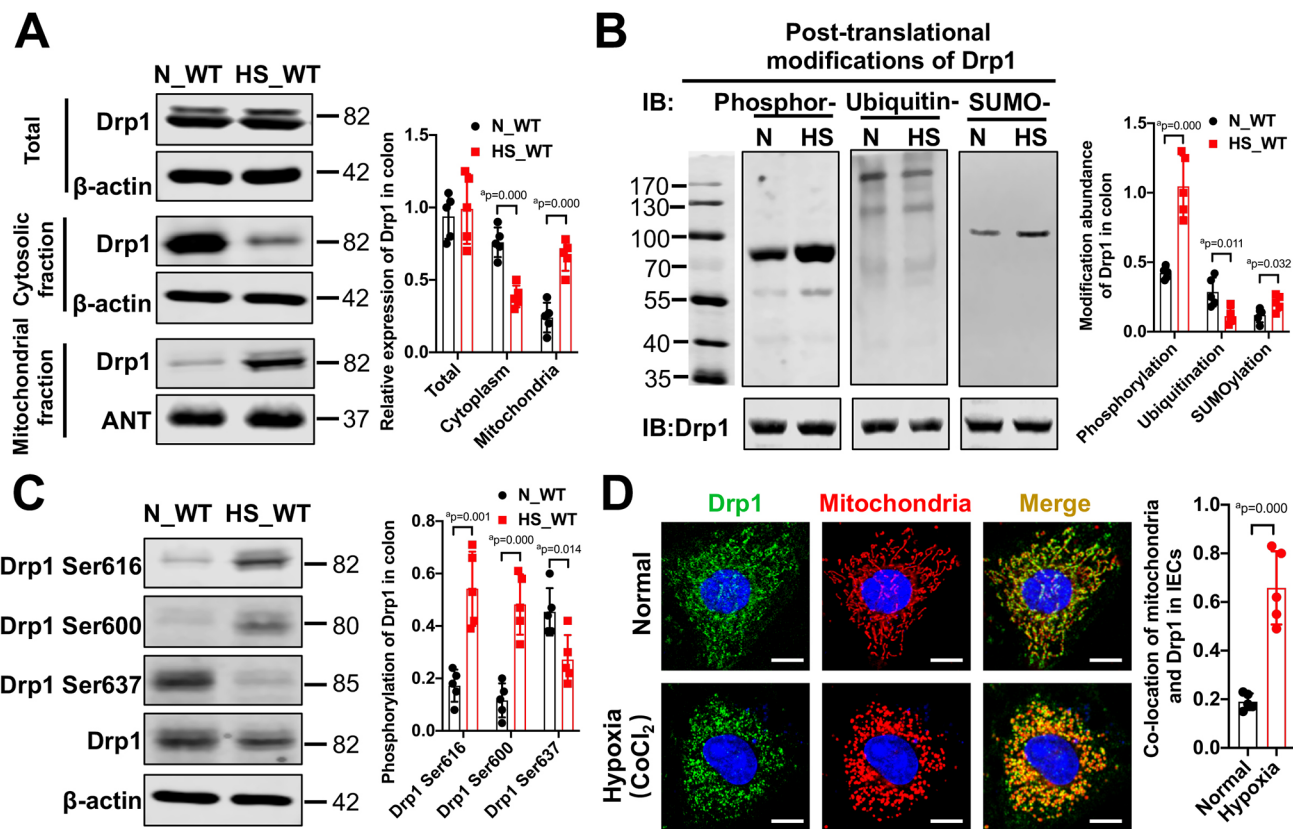 A
N_WT HS_WT
Total
Drp1
82
β-actin
42
Cytosolic
fraction
Drp1
82
β-actin
42
Mitochondrial
fraction
Drp1
82
ANT
37
Relative expression of Drp1 in colon
N_WT
HS_WT
1.5
1.0
0.5
0.0
ap=0.000
ap=0.000
Total
Cytoplasm
Mitochondria
B
Post-translational
modifications of Drp1
IB: Phosphor- Ubiquitin- SUMO-
N HS N HS N HS
170
130
100
70
55
40
35
IB:Drp1
Modification abundance
of Drp1 in colon
N_WT
HS_WT
1.5
1.0
0.5
0.0
ap=0.000
ap=0.011
ap=0.032
Phosphorylation
Ubiquitination
SUMOylation
C
N_WT HS_WT
Drp1 Ser616
82
Drp1 Ser600
80
Drp1 Ser637
85
Drp1
82
β-actin
42
Phosphorylation of Drp1 in colon
N_WT
HS_WT
0.8
0.6
0.4
0.2
0.0
ap=0.001
ap=0.000
ap=0.014
Drp1 Ser616
Drp1 Ser600
Drp1 Ser637
D
Drp1 Mitochondria Merge
Normal
Hypoxia
(CoCl2)
Co-location of mitochondria
and Drp1 in IECs
1.0
0.8
0.6
0.4
0.2
0.0
ap=0.000
Normal
Hypoxia